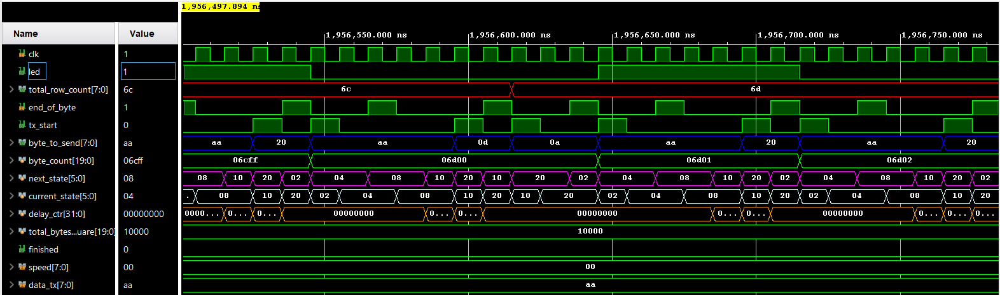 1,956,497.894 ns
1,956,550.000 ns 1,956,600.000 ns 1,956,650.000 ns 1,956,700.000 ns 1,956,750.000 ns
Name Value
clk 1
led 1
total_row_count[7:0] 6c 6c 6d
end_of_byte 1
tx_start 0
byte_to_send[7:0] aa aa 20 aa 0d 0a aa 20 aa 20
byte_count[19:0] 06cff 06cff 06d00 06d01 06d02
next_state[5:0] 08 08 10 20 02 04 08 10 20 10 20 02 04 08 10 20 02 04 08 10 20 02
current_state[5:0] 04 . 08 10 20 02 04 08 10 20 10 20 02 04 08 10 20 02 04 08 10 20
delay_ctr[31:0] 00000000 0000... 0... 0... 00000000 0... 0... 00000000 0... 0... 00000000 0... 0... 0...
total_bytes...uare[19:0] 10000 10000
finished 0
speed[7:0] 00 00
data_tx[7:0] aa aa